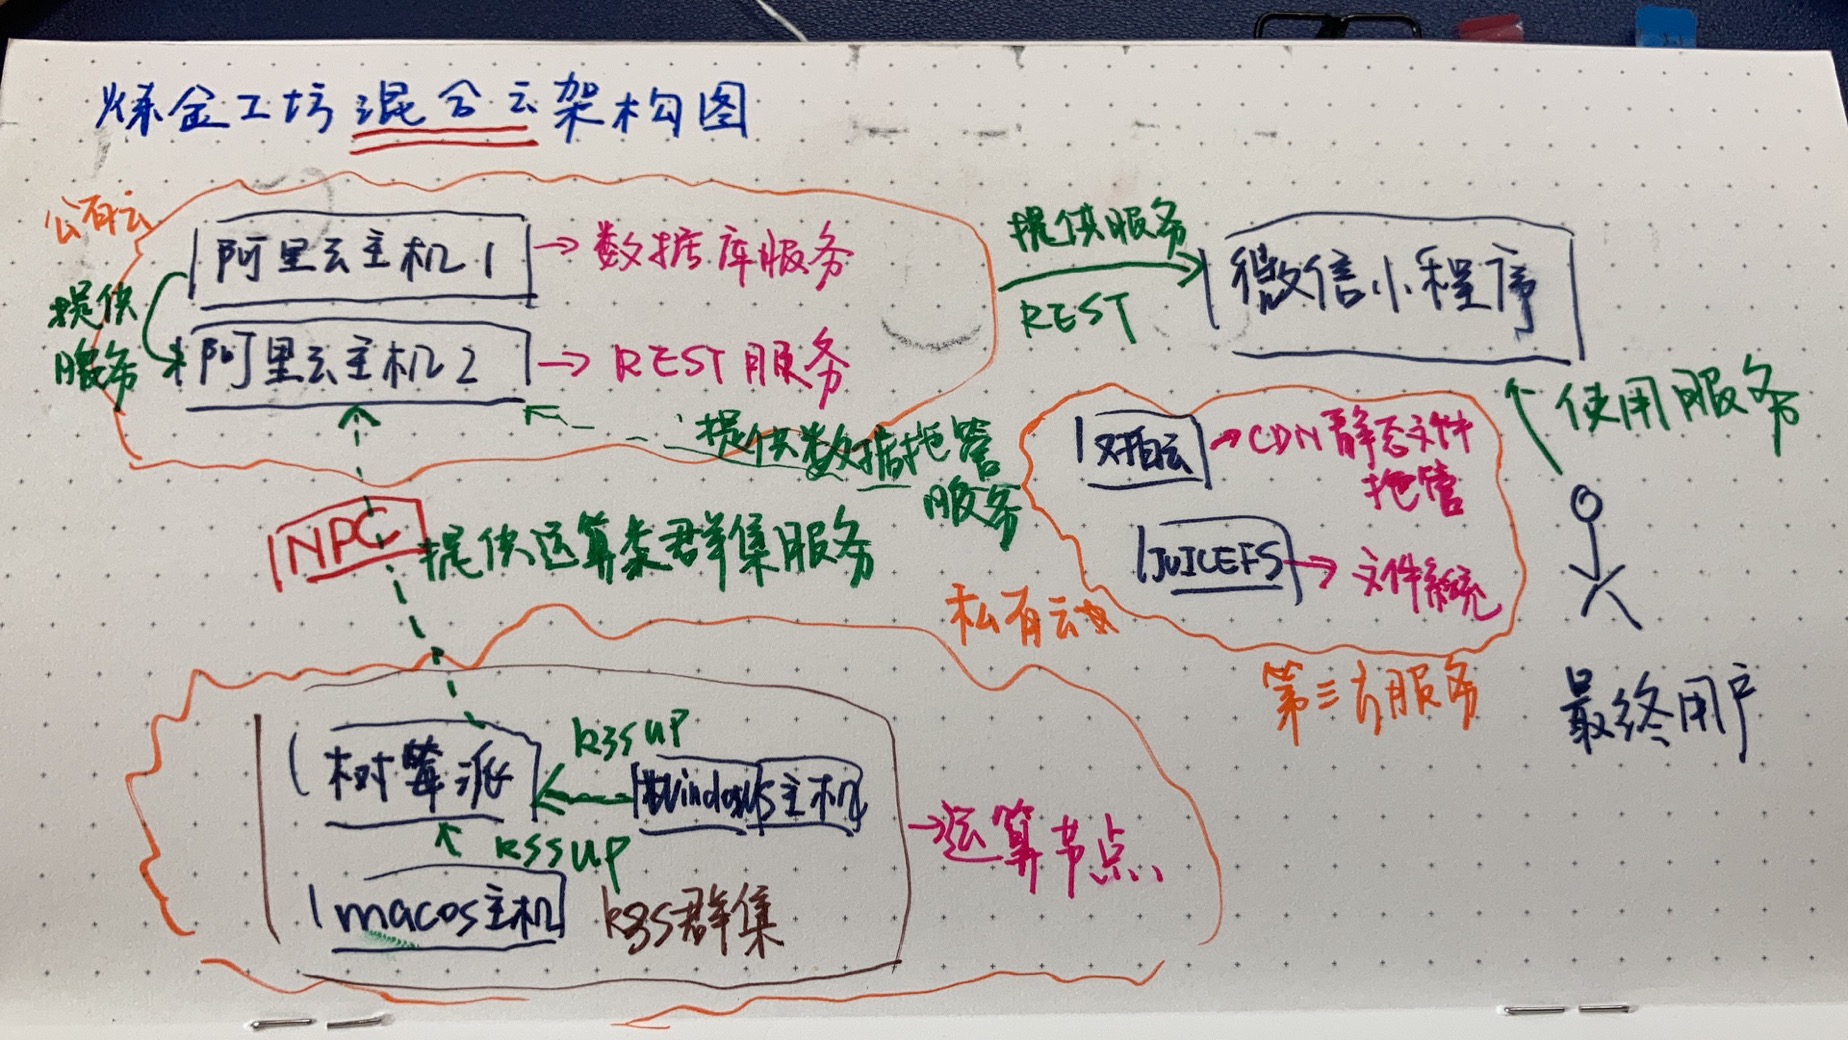 炼金工坊混合云架构图
公有云
阿里云主机1
数据库服务
提供
服务
阿里云主机2
REST服务
提供服务
REST
微信小程序
使用服务
最终用户
提供数据拖管
服务
又拍云
CDN静态文件
拖管
JUICEFS
文件系统
第三方服务
NPC
提供运算类群集服务
私有云
树莓派
k3sup
Windows主机
k3sup
macos主机
k3s群集
运算节点